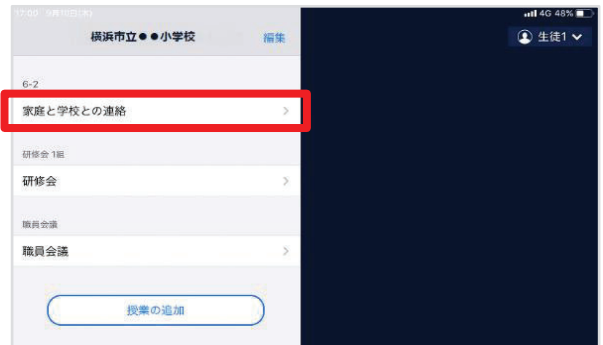 4G 48%
横浜市立●●小学校 編集
生徒1
6-2
家庭と学校との連絡
研修会 1組
研修会
職員会議
職員会議
授業の追加